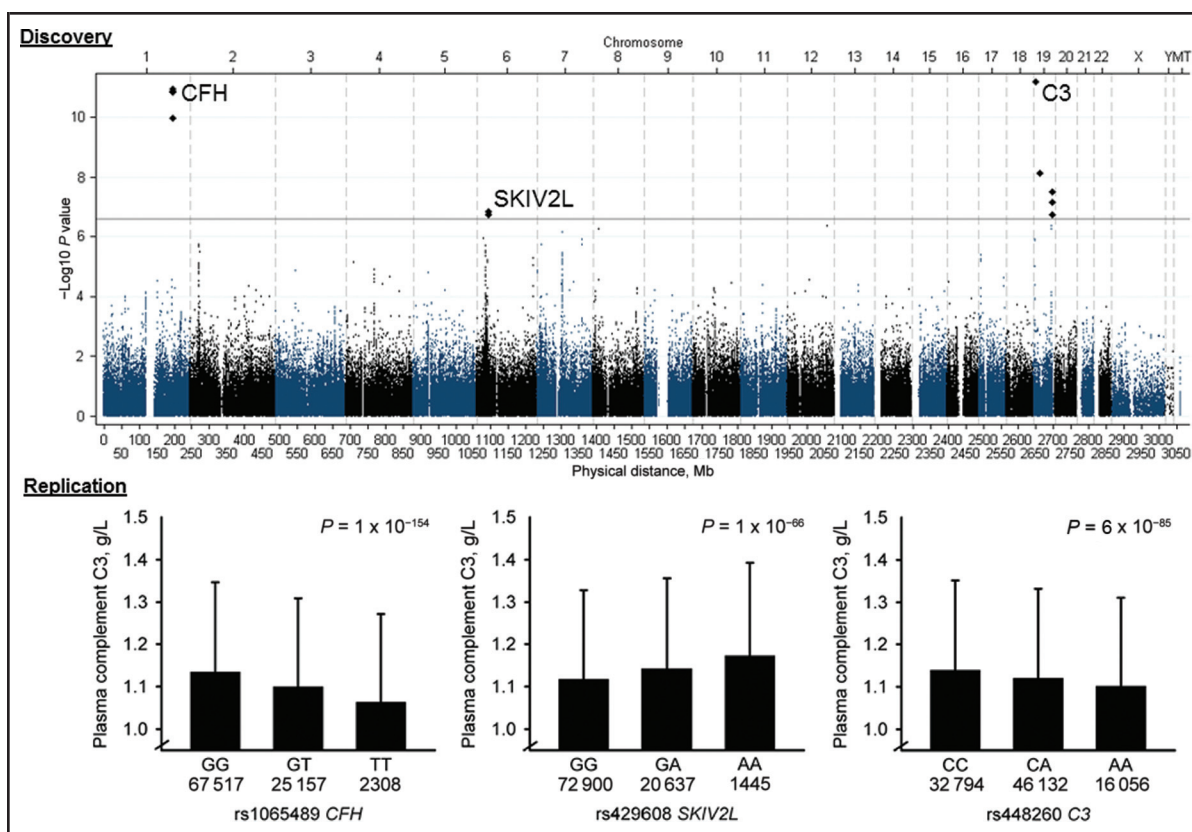 Discovery
Chromosome
1 2 3 4 5 6 7 8 9 10 11 12 13 14 15 16 17 18 19 20 21 22 X Y MT
CFH
C3
SKIV2L
−Log10 P value
10
8
6
4
2
0
0 100 200 300 400 500 600 700 800 900 1000 1100 1200 1300 1400 1500 1600 1700 1800 1900 2000 2100 2200 2300 2400 2500 2600 2700 2800 2900 3000
50 150 250 350 450 550 650 750 850 950 1050 1150 1250 1350 1450 1550 1650 1750 1850 1950 2050 2150 2250 2350 2450 2550 2650 2750 2850 2950 3050
Physical distance, Mb
Replication
Plasma complement C3, g/L
1.5
1.4
1.3
1.2
1.1
1.0
P = 1 x 10⁻¹⁵⁴
GG GT TT
67 517 25 157 2308
rs1065489 CFH
Plasma complement C3, g/L
1.5
1.4
1.3
1.2
1.1
1.0
P = 1 x 10⁻⁶⁶
GG GA AA
72 900 20 637 1445
rs429608 SKIV2L
Plasma complement C3, g/L
1.5
1.4
1.3
1.2
1.1
1.0
P = 6 x 10⁻⁸⁵
CC CA AA
32 794 46 132 16 056
rs448260 C3